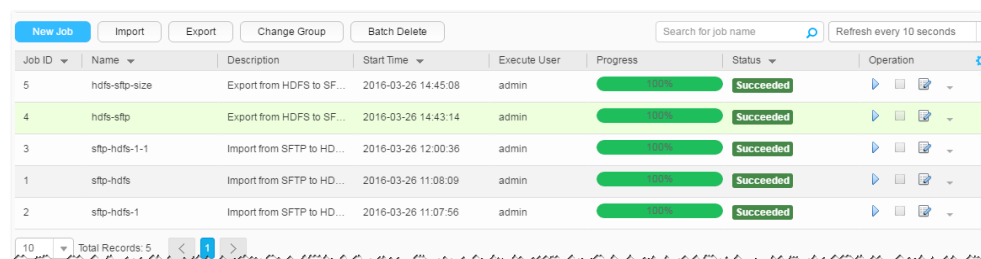 New Job Import Export Change Group Batch Delete Search for job name Refresh every 10 seconds
Job ID Name Description Start Time Execute User Progress Status Operation
5 hdfs-sftp-size Export from HDFS to SF... 2016-03-26 14:45:08 admin 100% Succeeded
4 hdfs-sftp Export from HDFS to SF... 2016-03-26 14:43:14 admin 100% Succeeded
3 sftp-hdfs-1-1 Import from SFTP to HD... 2016-03-26 12:00:36 admin 100% Succeeded
1 sftp-hdfs Import from SFTP to HD... 2016-03-26 11:08:09 admin 100% Succeeded
2 sftp-hdfs-1 Import from SFTP to HD... 2016-03-26 11:07:56 admin 100% Succeeded
10 Total Records: 5 < 1 >